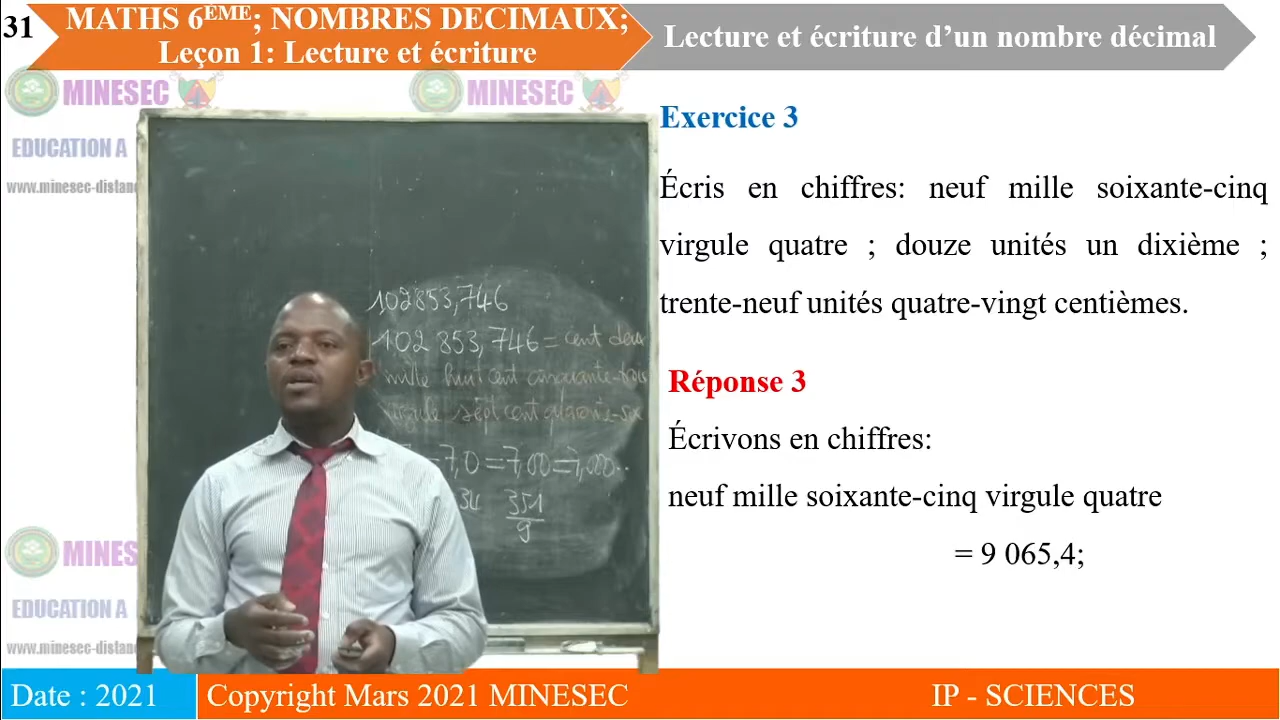 31
MATHS 6EME; NOMBRES DECIMAUX;
Leçon 1: Lecture et écriture
Lecture et écriture d’un nombre décimal
MINESEC
MINESEC
EDUCATION A
www.minesec-distanc
Exercice 3
Écris en chiffres: neuf mille soixante-cinq
virgule quatre ; douze unités un dixième ;
trente-neuf unités quatre-vingt centièmes.
102853,746
102 853,746 = cent deux
mille huit cent cinquante-trois
virgule sept cent quarante-six
=7,0 =7,00 =7,000..
34 351
9
Réponse 3
Écrivons en chiffres:
neuf mille soixante-cinq virgule quatre
= 9 065,4;
MINES
EDUCATION A
www.minesec-distanc
Date : 2021
Copyright Mars 2021 MINESEC
IP - SCIENCES